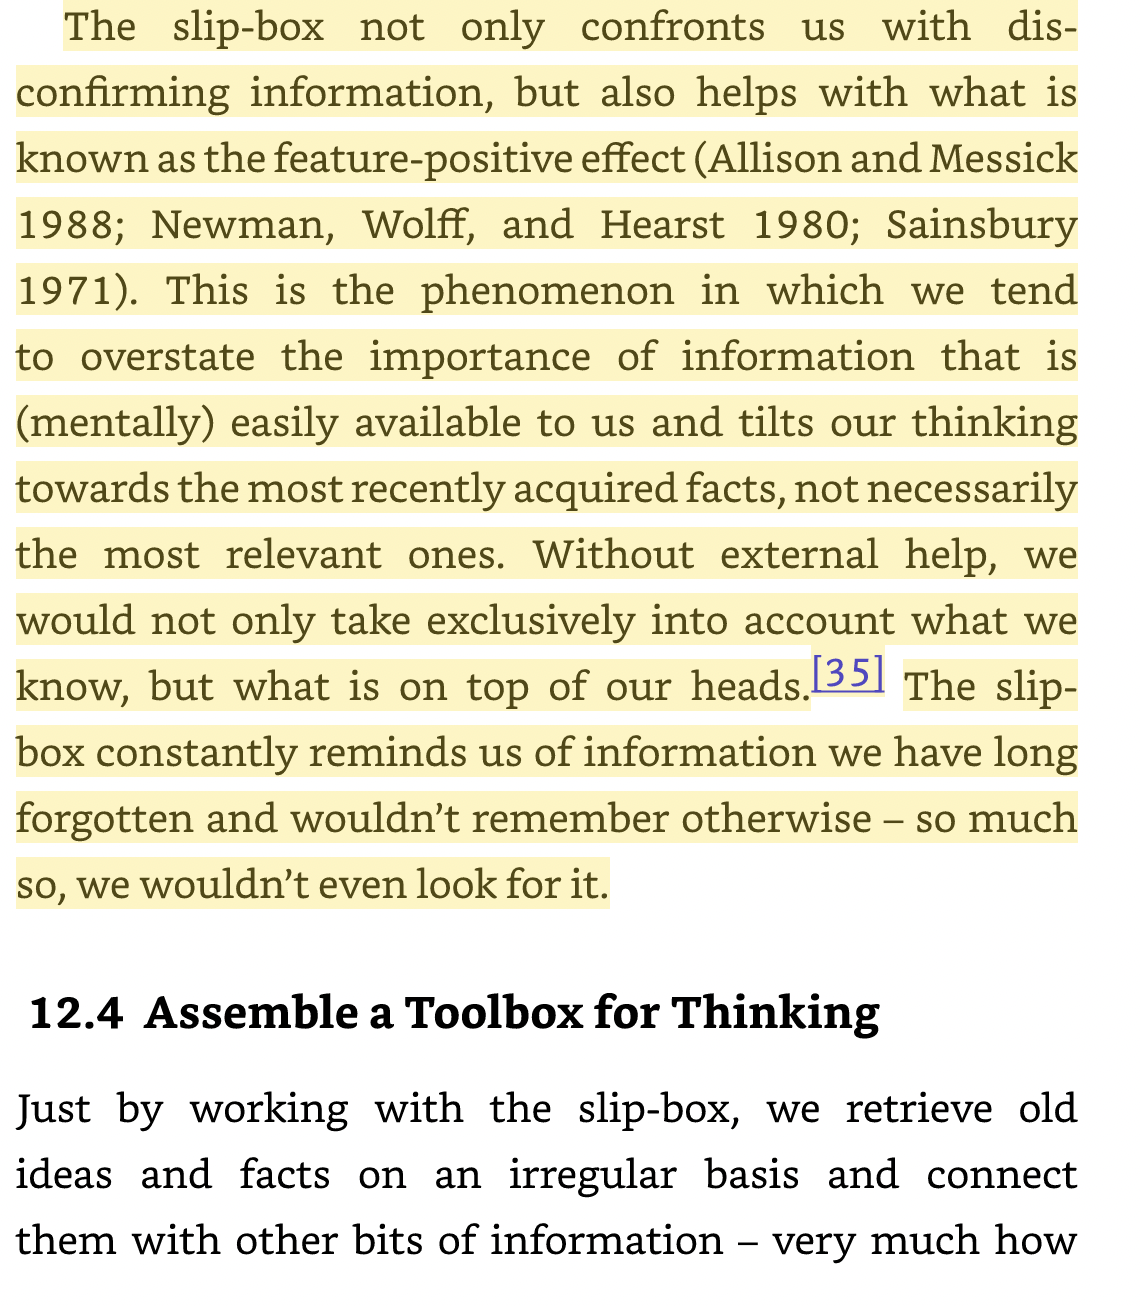 The slip-box not only confronts us with dis-
confirming information, but also helps with what is
known as the feature-positive effect (Allison and Messick
1988; Newman, Wolff, and Hearst 1980; Sainsbury
1971). This is the phenomenon in which we tend
to overstate the importance of information that is
(mentally) easily available to us and tilts our thinking
towards the most recently acquired facts, not necessarily
the most relevant ones. Without external help, we
would not only take exclusively into account what we
know, but what is on top of our heads.[35] The slip-
box constantly reminds us of information we have long
forgotten and wouldn’t remember otherwise – so much
so, we wouldn’t even look for it.
12.4 Assemble a Toolbox for Thinking
Just by working with the slip-box, we retrieve old
ideas and facts on an irregular basis and connect
them with other bits of information – very much how